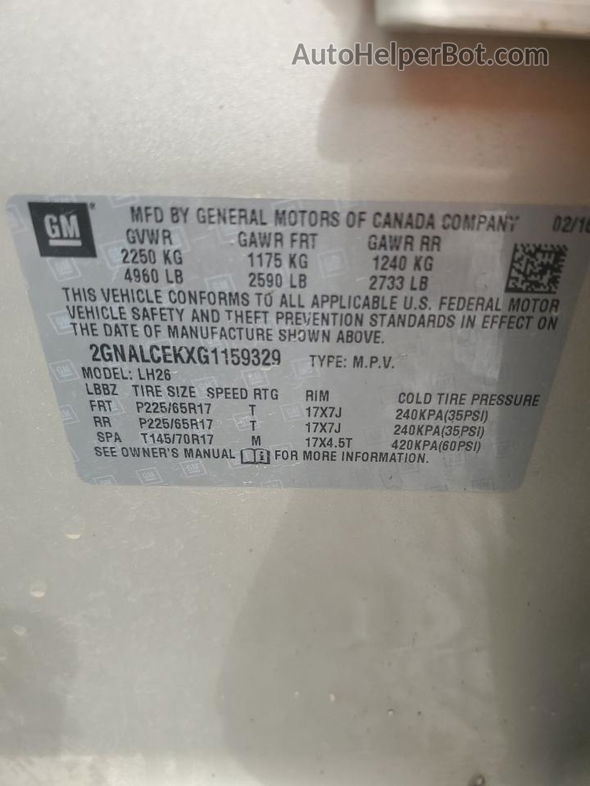 AutoHelperBot.com
GM®
MFD BY GENERAL MOTORS OF CANADA COMPANY 02/16
GVWR GAWR FRT GAWR RR
2250 KG 1175 KG 1240 KG
4960 LB 2590 LB 2733 LB
THIS VEHICLE CONFORMS TO ALL APPLICABLE U.S. FEDERAL MOTOR
VEHICLE SAFETY AND THEFT PREVENTION STANDARDS IN EFFECT ON
THE DATE OF MANUFACTURE SHOWN ABOVE.
2GNALCEKXG1159329 TYPE: M.P.V.
MODEL: LH26
LBBZ TIRE SIZE SPEED RTG RIM COLD TIRE PRESSURE
FRT P225/65R17 T 17X7J 240KPA(35PSI)
RR P225/65R17 T 17X7J 240KPA(35PSI)
SPA T145/70R17 M 17X4.5T 420KPA(60PSI)
SEE OWNER'S MANUAL FOR MORE INFORMATION.